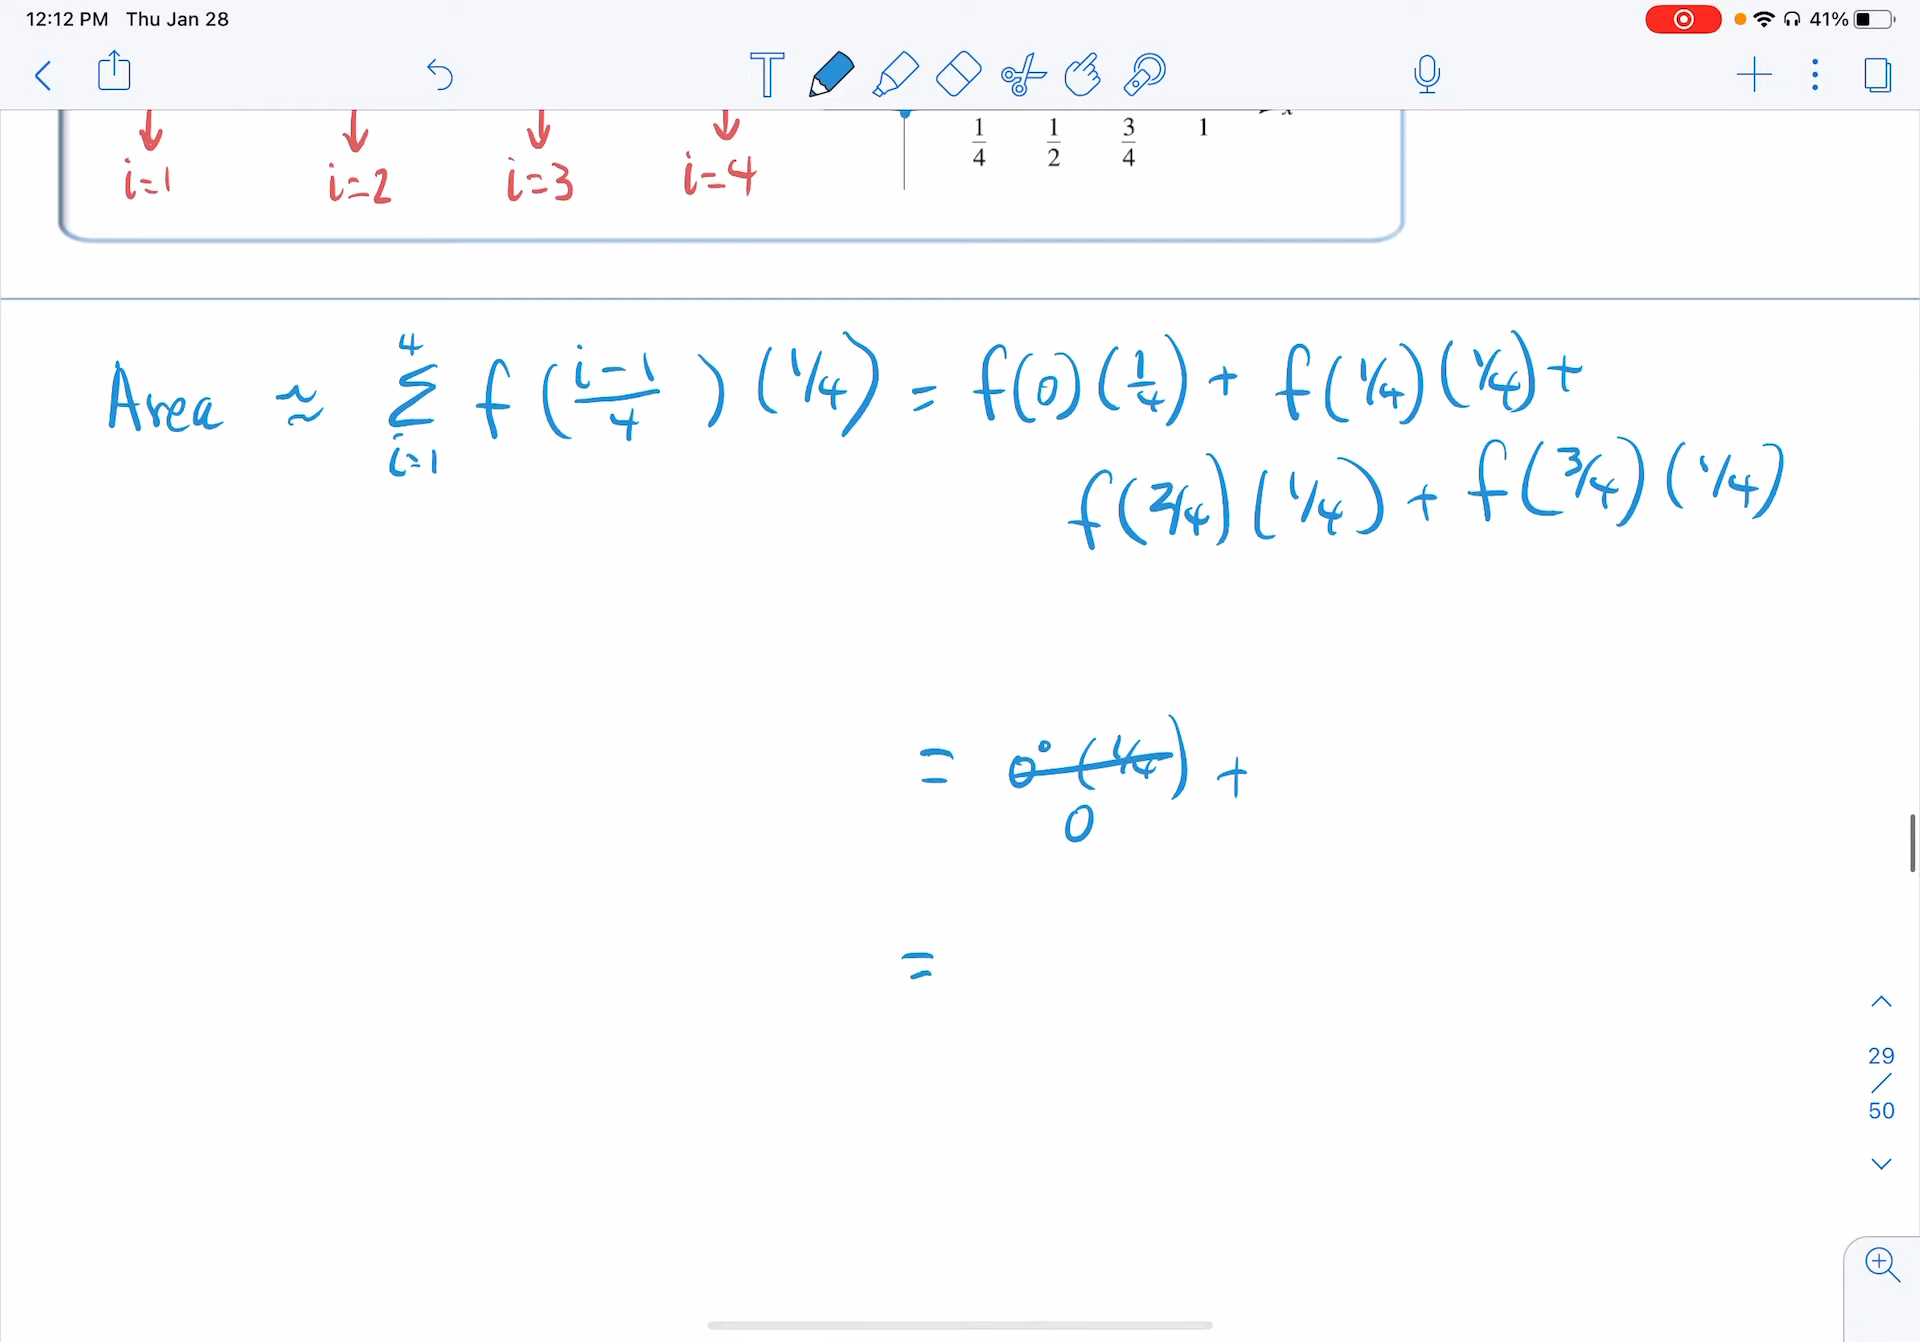 12:12 PM Thu Jan 28 41%
T
1/4 1/2 3/4 1 x
i=1 i=2 i=3 i=4
Area ≈ ∑_{i=1}^{4} f((i-1)/4)(1/4) = f(0)(1/4) + f(1/4)(1/4) +
f(2/4)(1/4) + f(3/4)(1/4)
= 0°(1/4) +
0
=
29
/
50